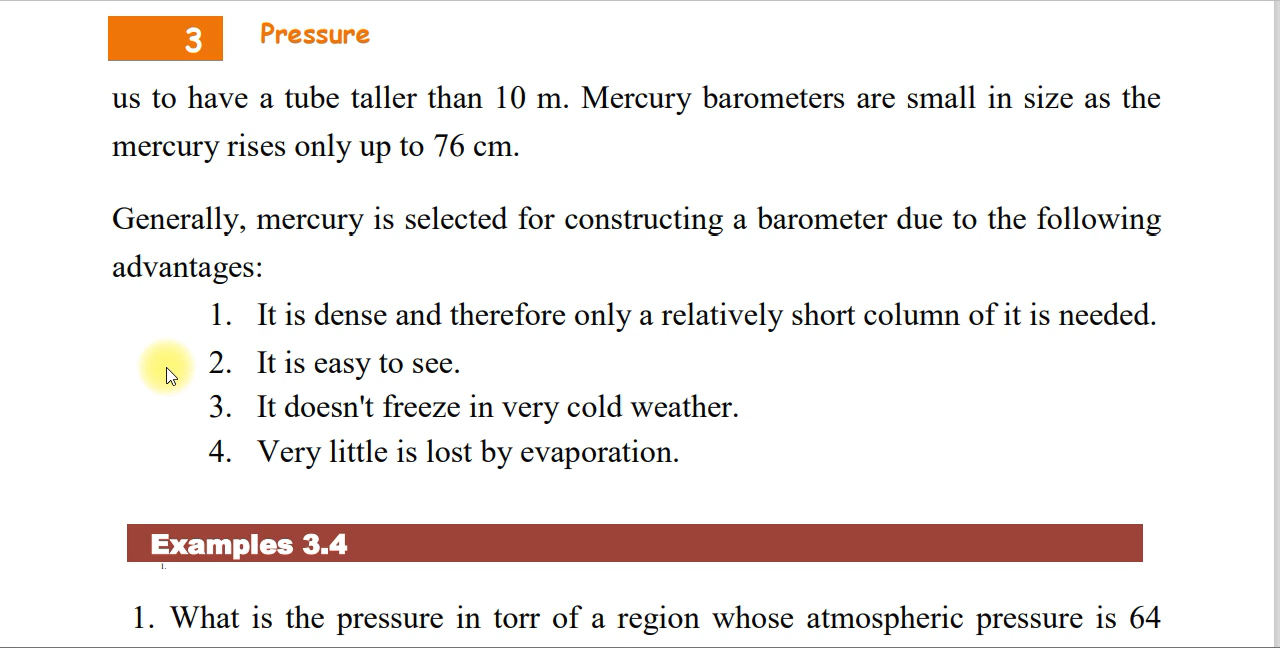 3 Pressure
us to have a tube taller than 10 m. Mercury barometers are small in size as the
mercury rises only up to 76 cm.
Generally, mercury is selected for constructing a barometer due to the following
advantages:
1. It is dense and therefore only a relatively short column of it is needed.
2. It is easy to see.
3. It doesn't freeze in very cold weather.
4. Very little is lost by evaporation.
Examples 3.4
1.
1. What is the pressure in torr of a region whose atmospheric pressure is 64